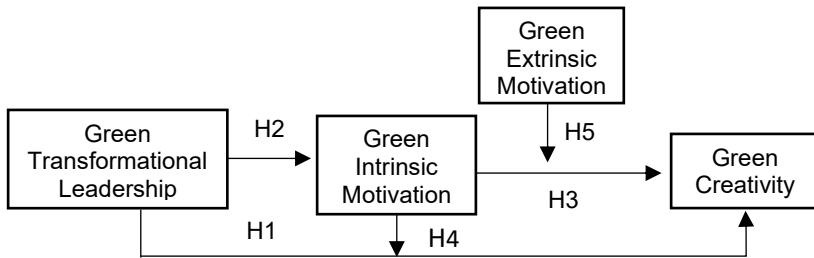 Green
Extrinsic
Motivation
Green
Transformational
Leadership
H2
Green
Intrinsic
Motivation
H5
H3
Green
Creativity
H1
H4